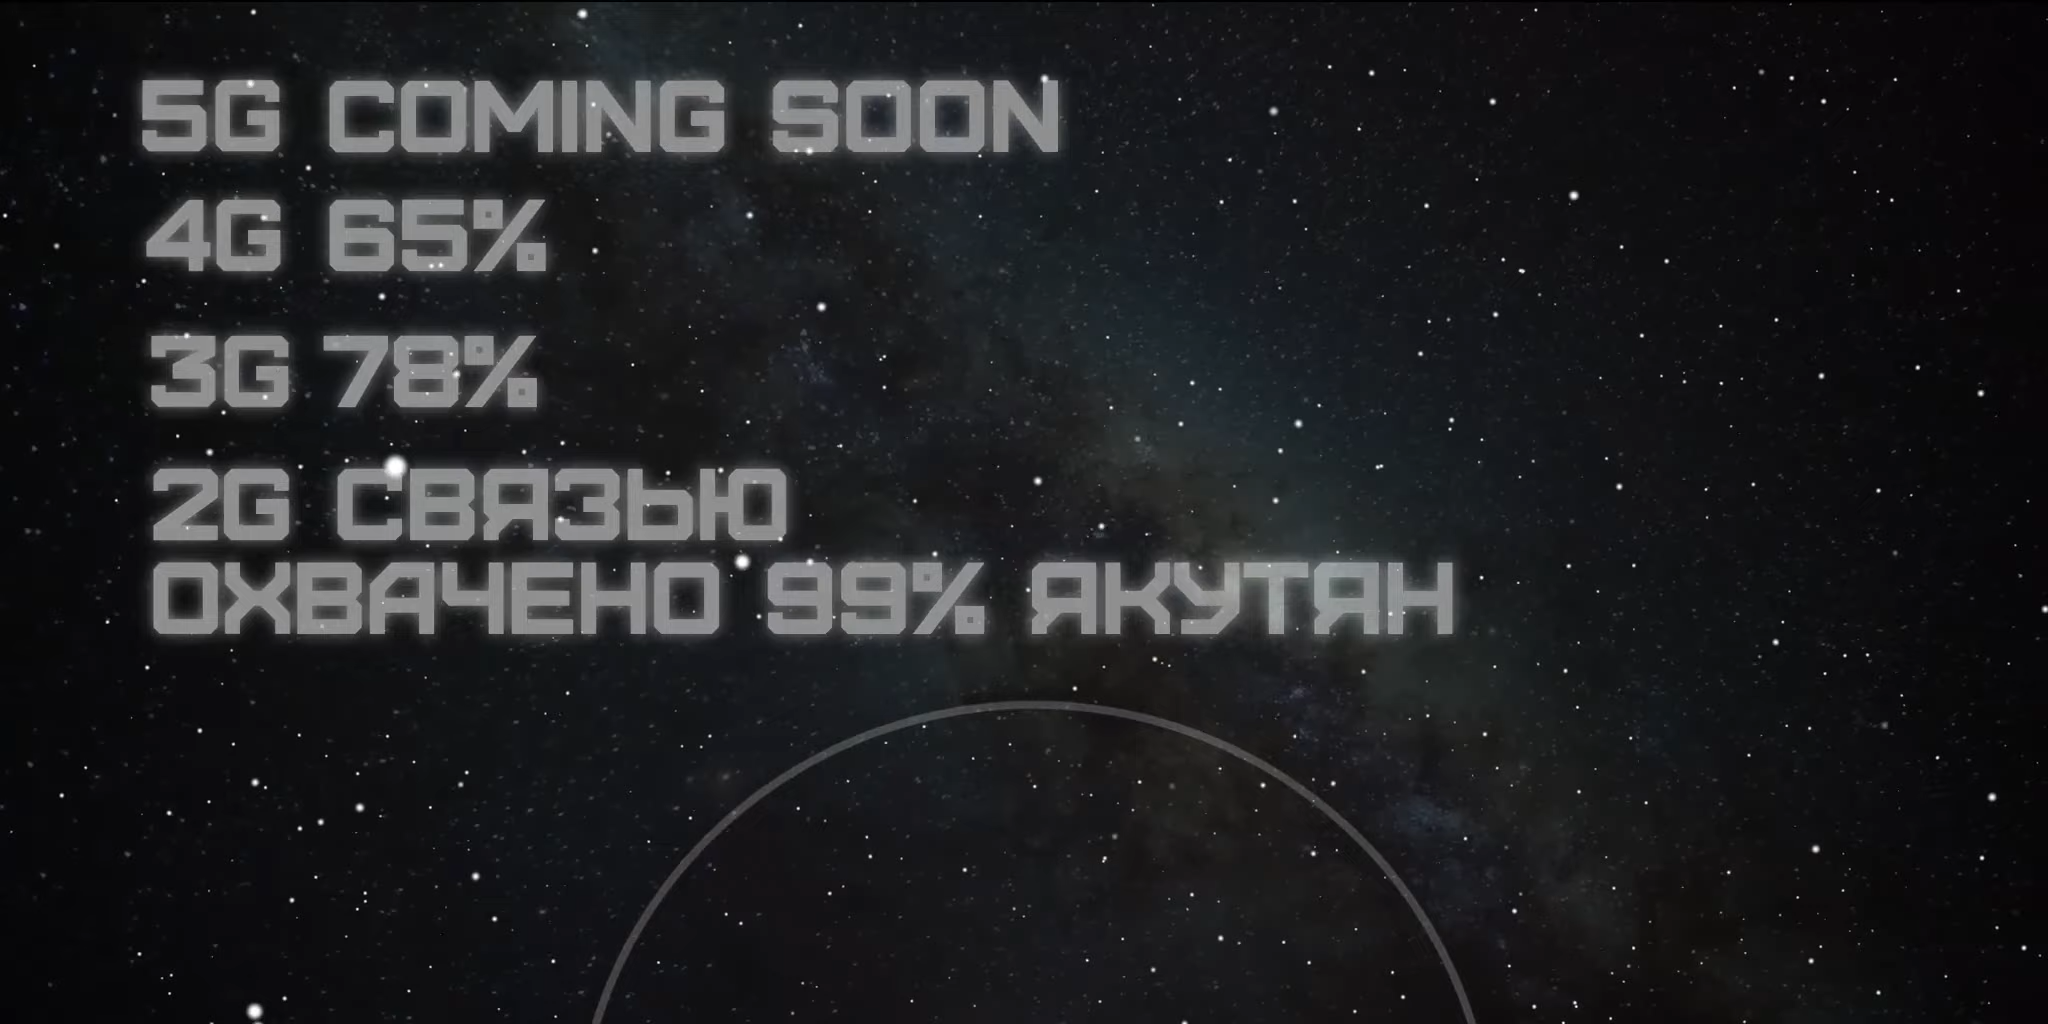 5G COMING SOON
4G 65%
3G 78%
2G СВЯЗЬЮ
ОХВАЧЕНО 99% ЯКУТЯН